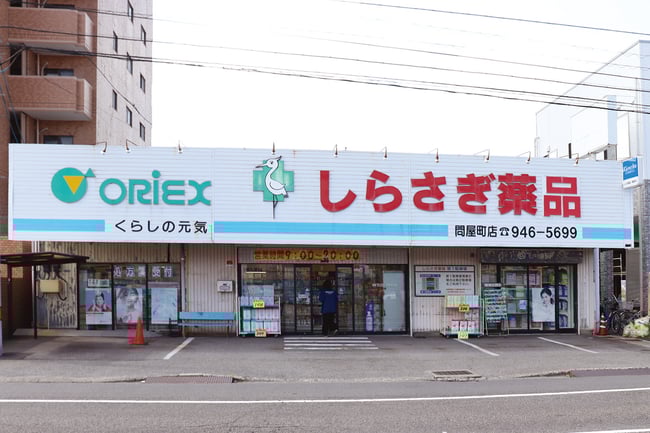 ORIEX
くらしの元気
しらさぎ薬品
問屋町店☎946-5699
営業時間 9:00~20:00
処方箋受付